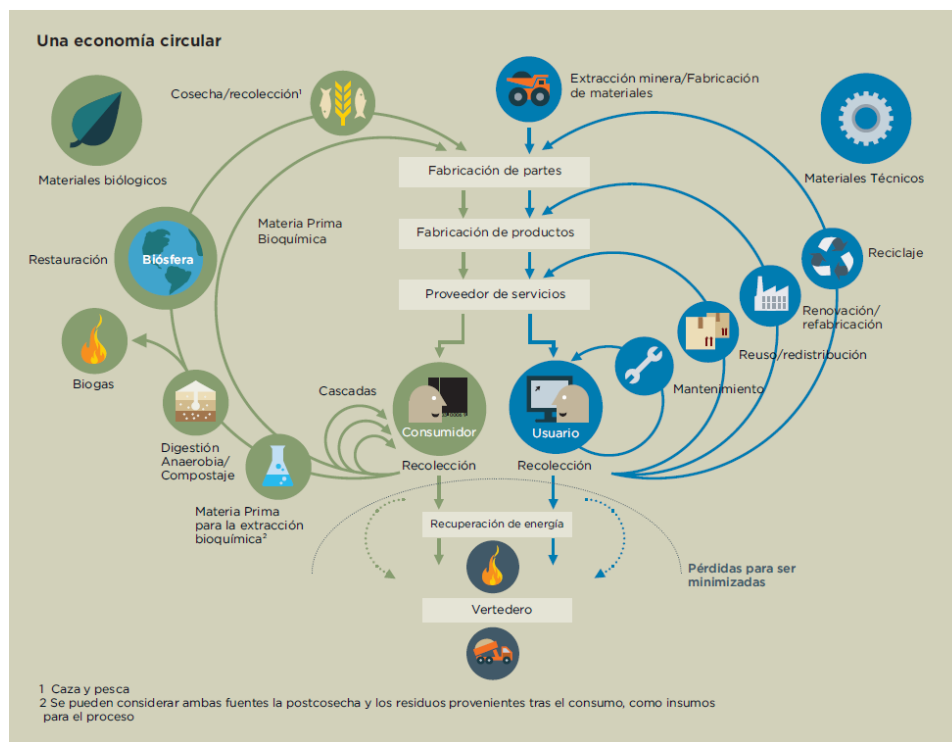 Una economía circular
Cosecha/recolección¹
Extracción minera/Fabricación
de materiales
Materiales biólogicos
Materiales Técnicos
Fabricación de partes
Materia Prima
Bioquímica
Fabricación de productos
Restauración
Blósfera
Reciclaje
Proveedor de servicios
Renovación/
refabricación
Biogas
Reuso/redistribución
Mantenimiento
Cascadas
Consumidor
Usuario
Digestión
Anaerobia/
Compostaje
Recolección
Recolección
Materia Prima
para la extracción
bioquímica²
Recuperación de energía
Pérdidas para ser
minimizadas
Vertedero
1 Caza y pesca
2 Se pueden considerar ambas fuentes la postcosecha y los residuos provenientes tras el consumo, como insumos
para el proceso